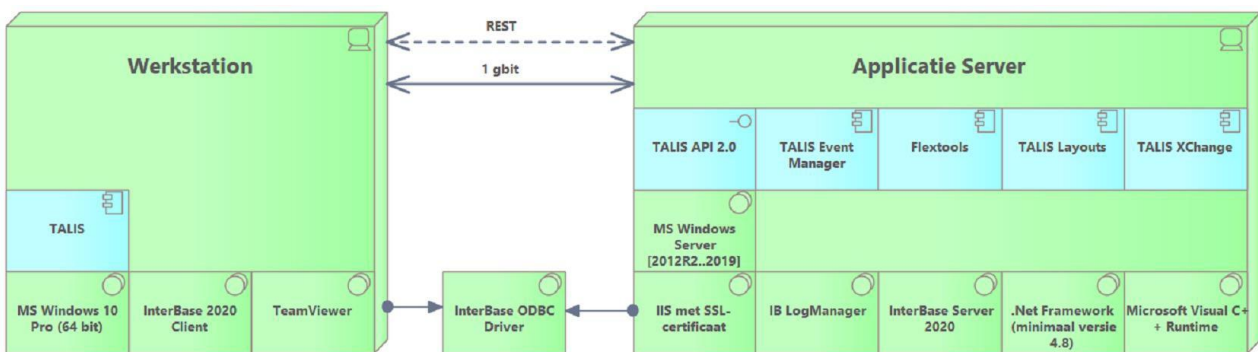 REST
Werkstation
1 gbit
Applicatie Server
TALIS API 2.0
TALIS Event
Manager
Flextools
TALIS Layouts
TALIS XChange
TALIS
MS Windows
Server
[2012R2..2019]
MS Windows 10
Pro (64 bit)
InterBase 2020
Client
TeamViewer
InterBase ODBC
Driver
IIS met SSL-
certificaat
IB LogManager
InterBase Server
2020
.Net Framework
(minimaal versie
4.8)
Microsoft Visual C+
+ Runtime